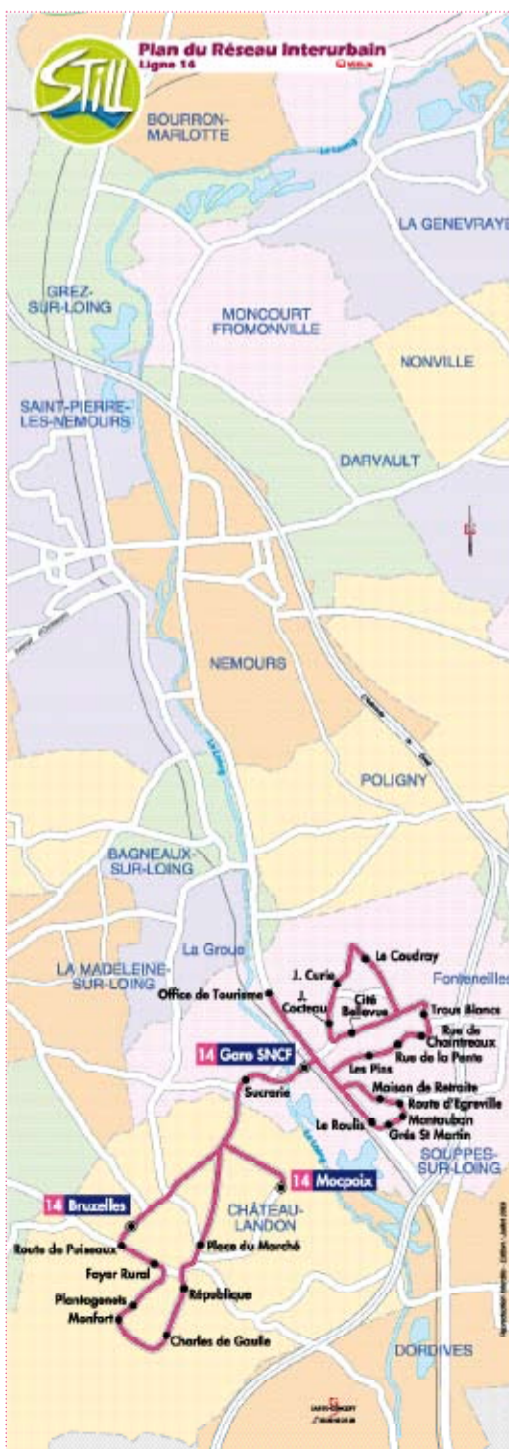 STILL
Plan du Réseau Interurbain
Ligne 14
BOURRON-
MARLOTTE
Le Loing
LA GENEVRAYE
GREZ-
SUR-LOING
MONCOURT
FROMONVILLE
NONVILLE
SAINT-PIERRE-
LES-NEMOURS
DARVAULT
NEMOURS
POLIGNY
BAGNEAUX-
SUR-LOING
La Groue
LA MADELEINE-
SUR-LOING
Le Coudray
J. Curie
Fonteneilles
Office de Tourisme
J.
Cocteau
Cité
Bellevue
Trous Blancs
Rue de
Chaintreaux
14 Gare SNCF
Rue de la Pente
Les Pins
Sucrerie
Maison de Retraite
Route d'Egreville
Montauban
Le Roulis
Grés St Martin
SOUPPES-
SUR-LOING
14 Mocpoix
14 Bruzelles
CHÂTEAU-
LANDON
Route de Puiseaux
Place du Marché
Foyer Rural
République
Plantagenets
Monfort
Charles de Gaulle
DORDIVES